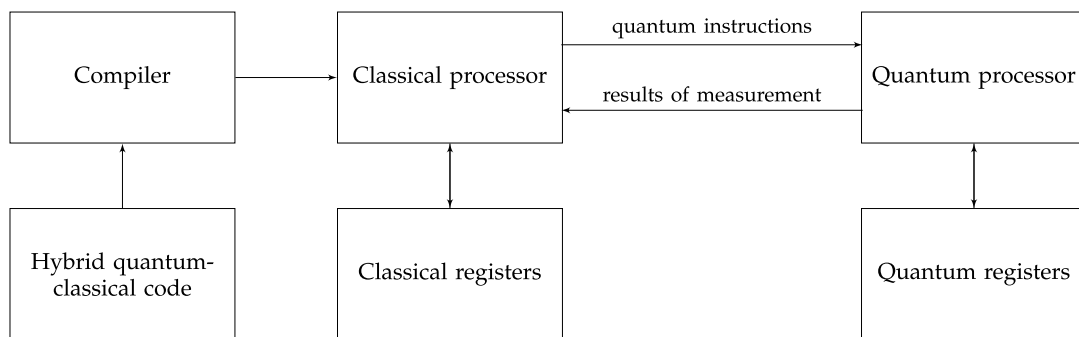 Compiler
Classical processor
quantum instructions
results of measurement
Quantum processor
Hybrid quantum-
classical code
Classical registers
Quantum registers